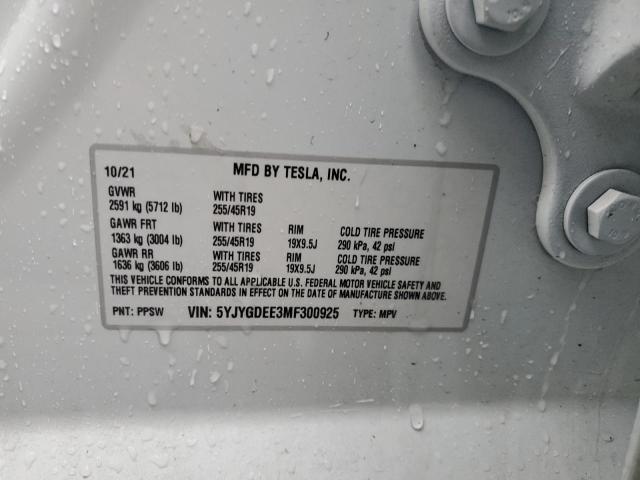 10/21 MFD BY TESLA, INC.
GVWR WITH TIRES
2591 kg (5712 lb) 255/45R19
GAWR FRT WITH TIRES RIM COLD TIRE PRESSURE
1363 kg (3004 lb) 255/45R19 19X9.5J 290 kPa, 42 psi
GAWR RR WITH TIRES RIM COLD TIRE PRESSURE
1636 kg (3606 lb) 255/45R19 19X9.5J 290 kPa, 42 psi
THIS VEHICLE CONFORMS TO ALL APPLICABLE U.S. FEDERAL MOTOR VEHICLE SAFETY AND
THEFT PREVENTION STANDARDS IN EFFECT ON THE DATE OF MANUFACTURE SHOWN ABOVE.
PNT: PPSW VIN: 5YJYGDEE3MF300925 TYPE: MPV